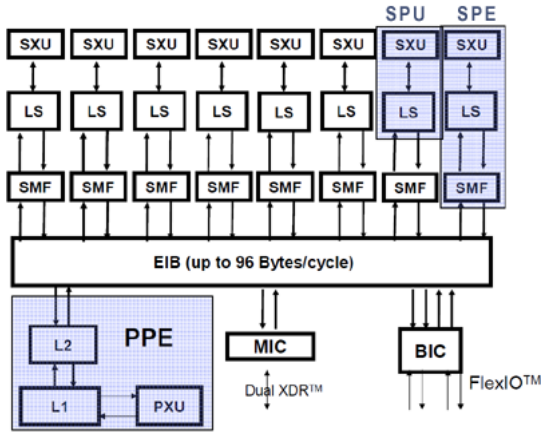 SPU SPE
SXU SXU SXU SXU SXU SXU SXU SXU
LS LS LS LS LS LS LS LS
SMF SMF SMF SMF SMF SMF SMF SMF
EIB (up to 96 Bytes/cycle)
L2 PPE MIC BIC
Dual XDR™ FlexIO™
L1 PXU